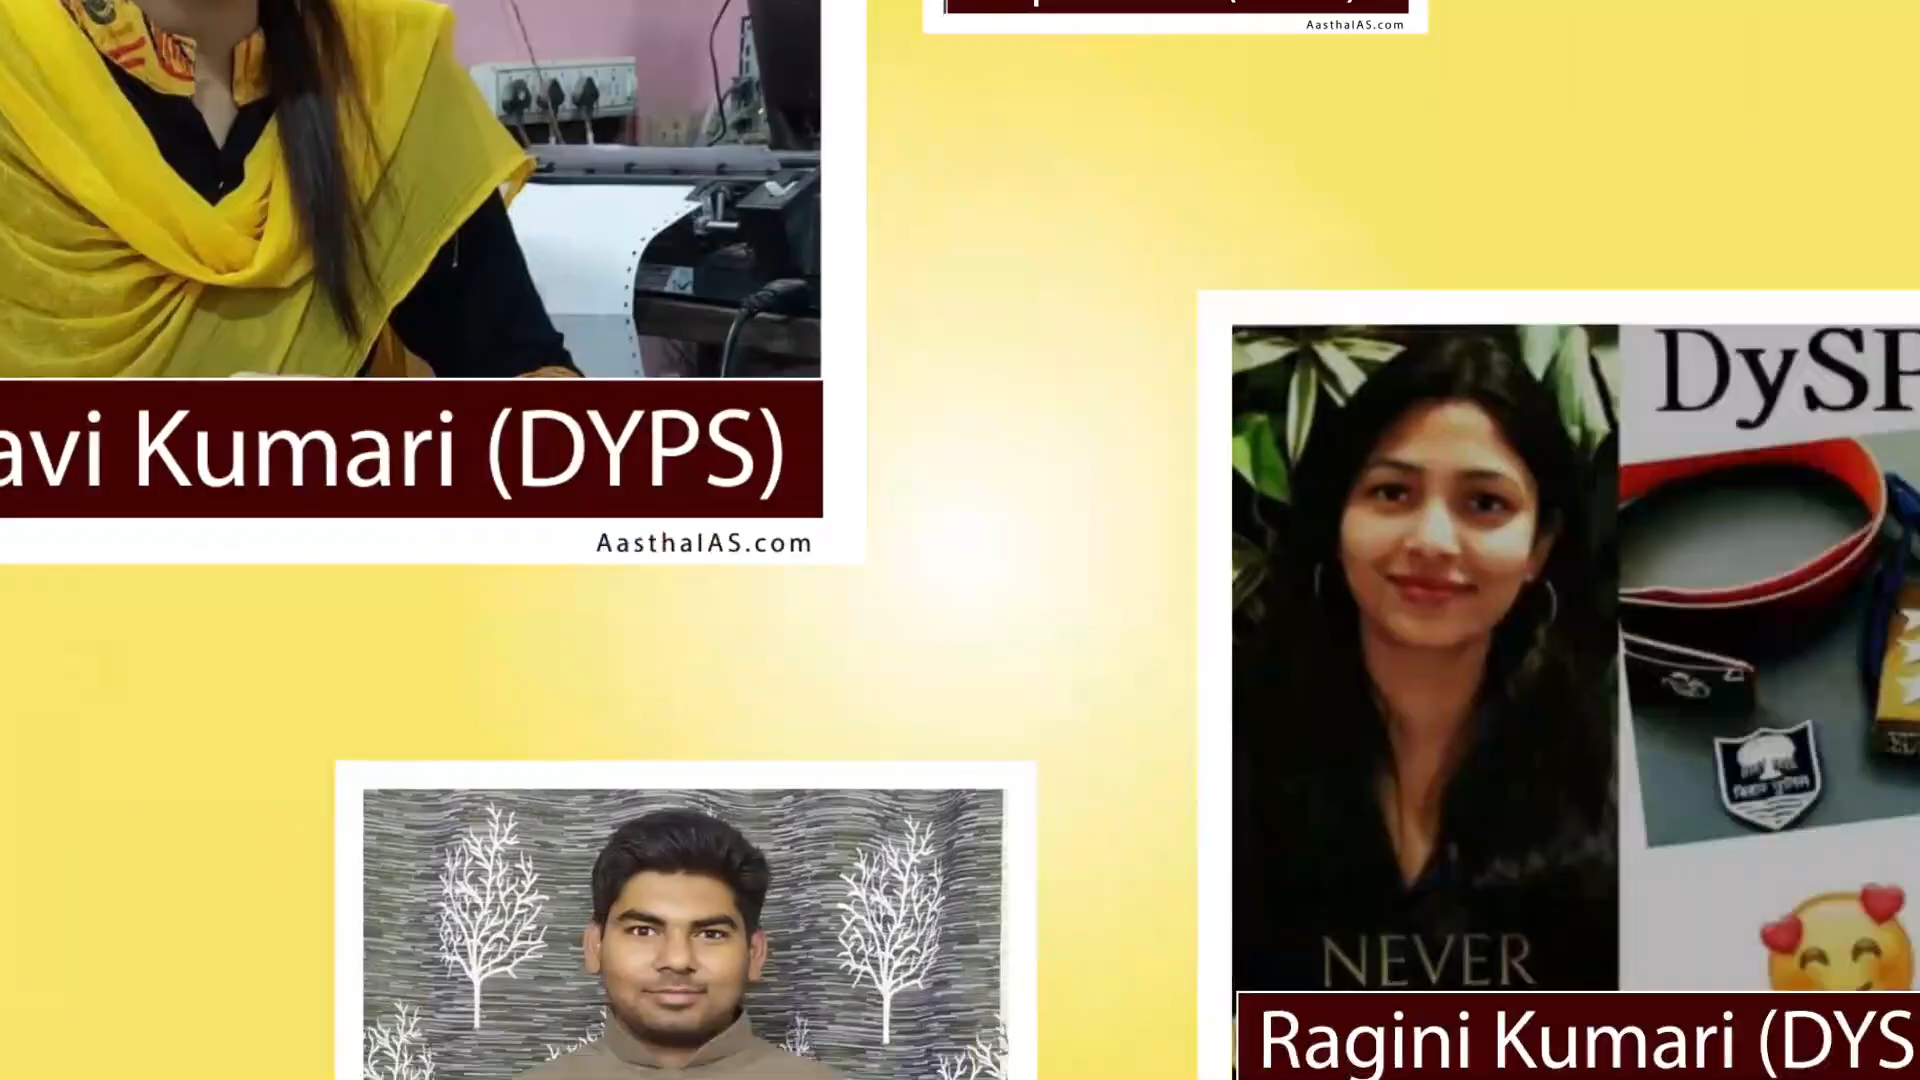 AasthaIAS.com
avi Kumari (DYPS)
AasthaIAS.com
DySP
NEVER
Ragini Kumari (DYS